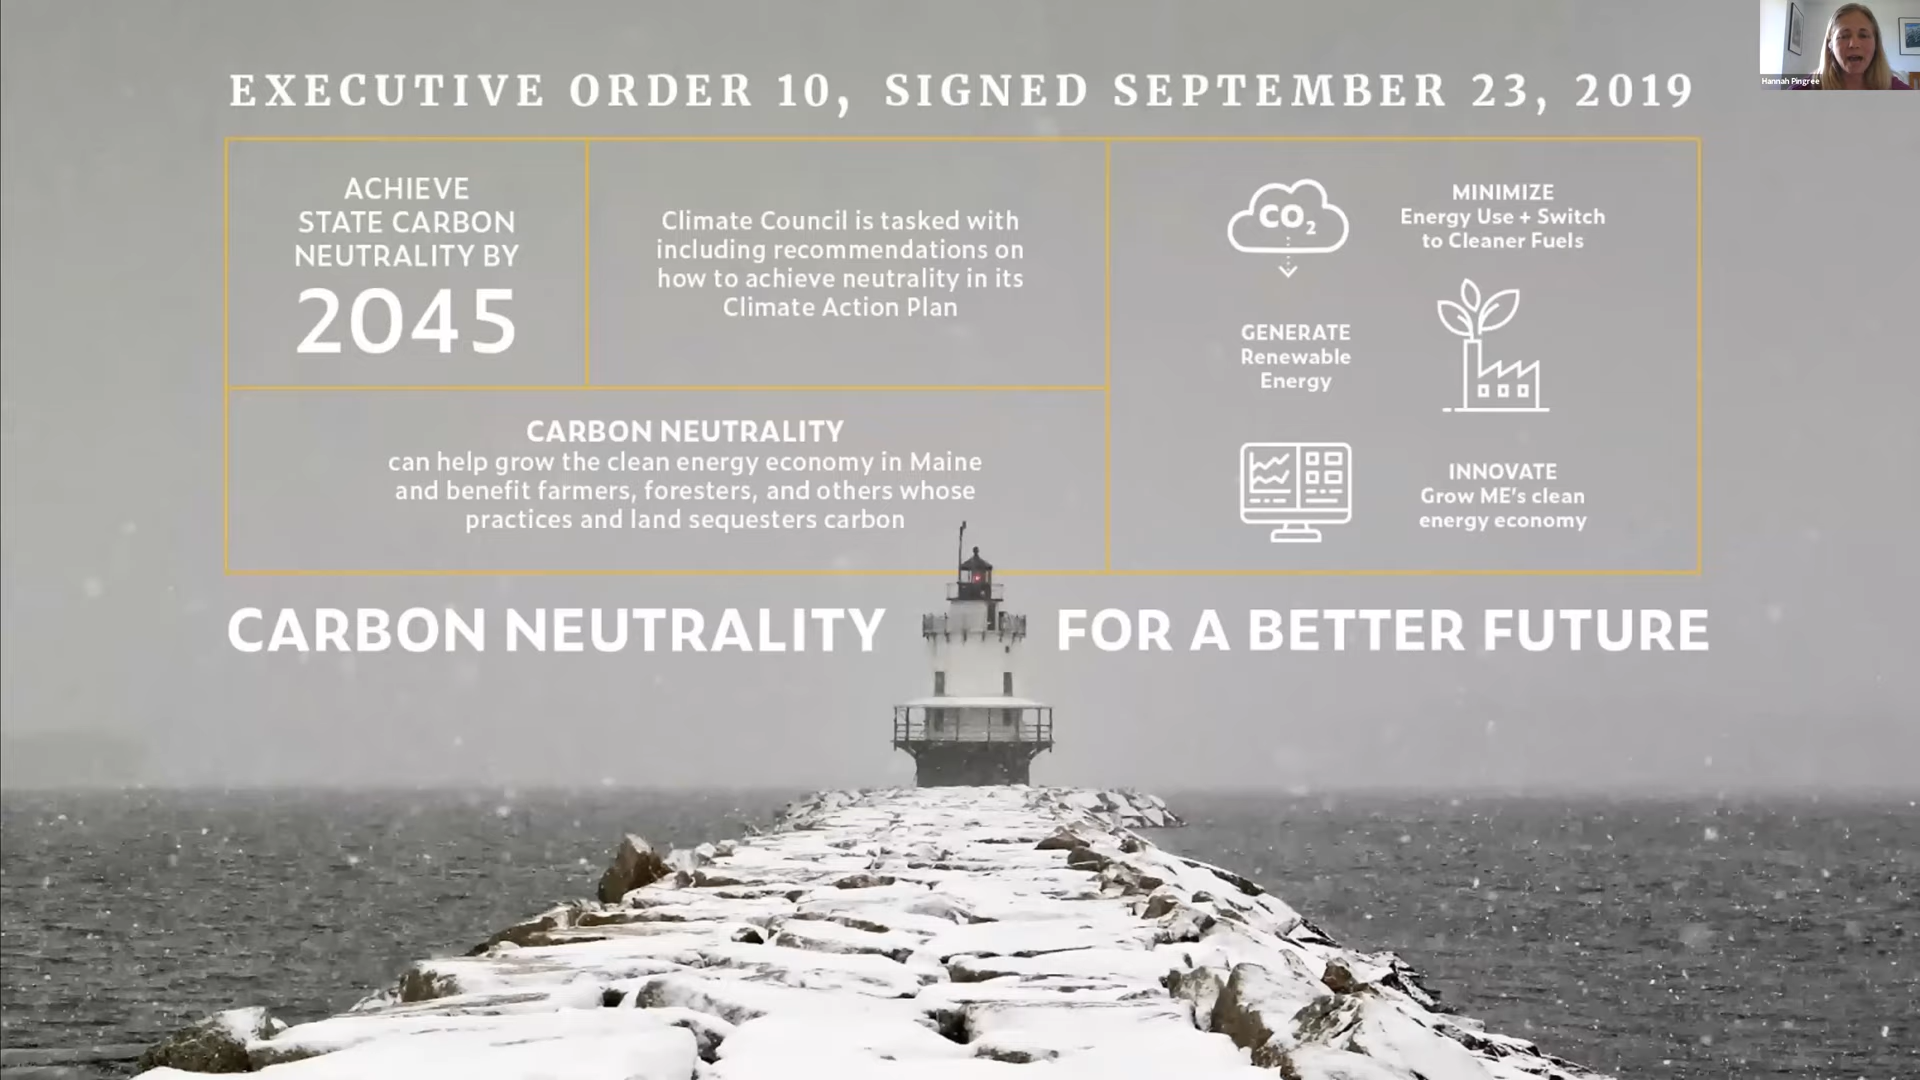 EXECUTIVE ORDER 10, SIGNED SEPTEMBER 23, 2019
ACHIEVE
STATE CARBON
NEUTRALITY BY
2045
Climate Council is tasked with
including recommendations on
how to achieve neutrality in its
Climate Action Plan
CARBON NEUTRALITY
can help grow the clean energy economy in Maine
and benefit farmers, foresters, and others whose
practices and land sequesters carbon
CO₂
MINIMIZE
Energy Use + Switch
to Cleaner Fuels
GENERATE
Renewable
Energy
INNOVATE
Grow ME's clean
energy economy
CARBON NEUTRALITY FOR A BETTER FUTURE
Hannah Pingree